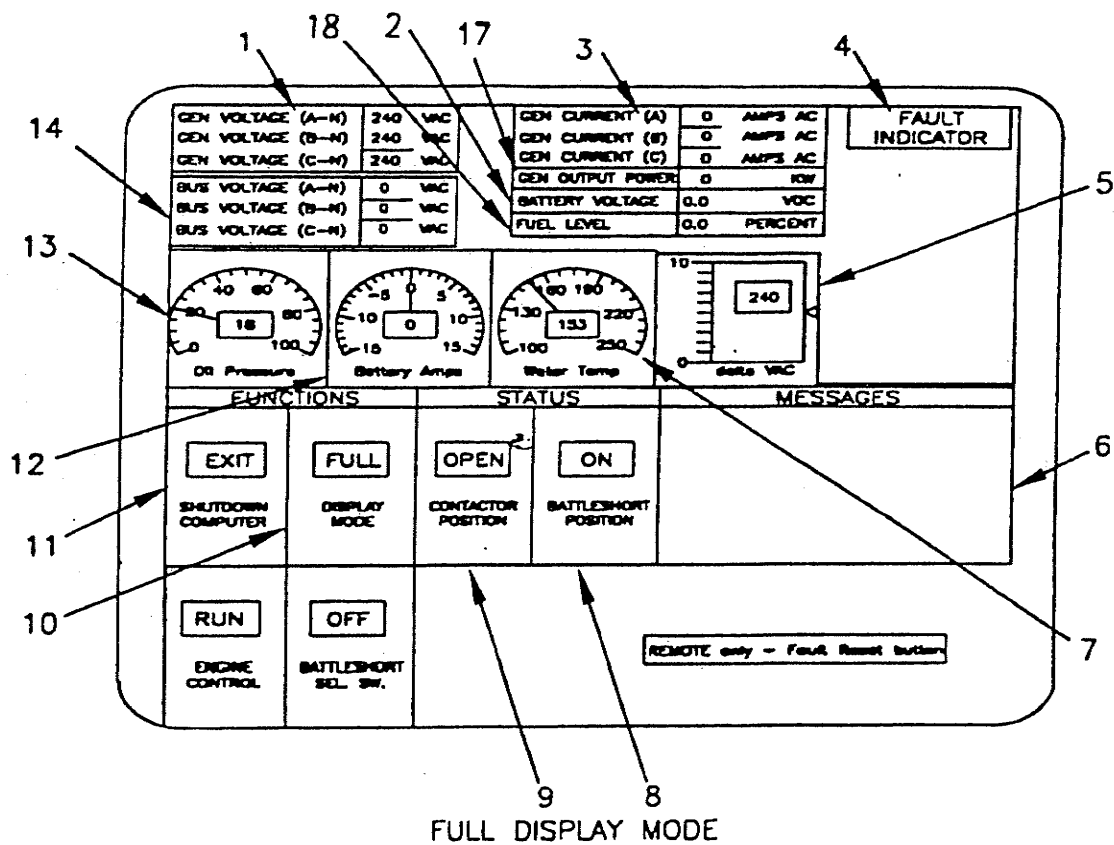 18 2 17
1 3 4
GEN VOLTAGE (A-N) 240 VAC
GEN VOLTAGE (B-N) 240 VAC
GEN VOLTAGE (C-N) 240 VAC
GEN CURRENT (A) 0 AMPS AC
GEN CURRENT (B) 0 AMPS AC
GEN CURRENT (C) 0 AMPS AC
GEN OUTPUT POWER 0 KW
BATTERY VOLTAGE 0.0 VDC
FUEL LEVEL 0.0 PERCENT
FAULT
INDICATOR
14
BUS VOLTAGE (A-N) 0 VAC
BUS VOLTAGE (B-N) 0 VAC
BUS VOLTAGE (C-N) 0 VAC
5
13
0 20 40 60 80 100
18
Oil Pressure
15 10 -5 0 5 10 15
0
Battery Amps
100 130 160 190 220 250
153
Water Temp
10
240
0
delta VAC
FUNCTIONS STATUS MESSAGES
12
EXIT FULL OPEN ON
6
SHUTDOWN
COMPUTER
DISPLAY
MODE
CONTACTOR
POSITION
BATTLESHORT
POSITION
11
10
RUN OFF
REMOTE only - Fault Reset button
7
ENGINE
CONTROL
BATTLESHORT
SEL. SW.
9 8
FULL DISPLAY MODE